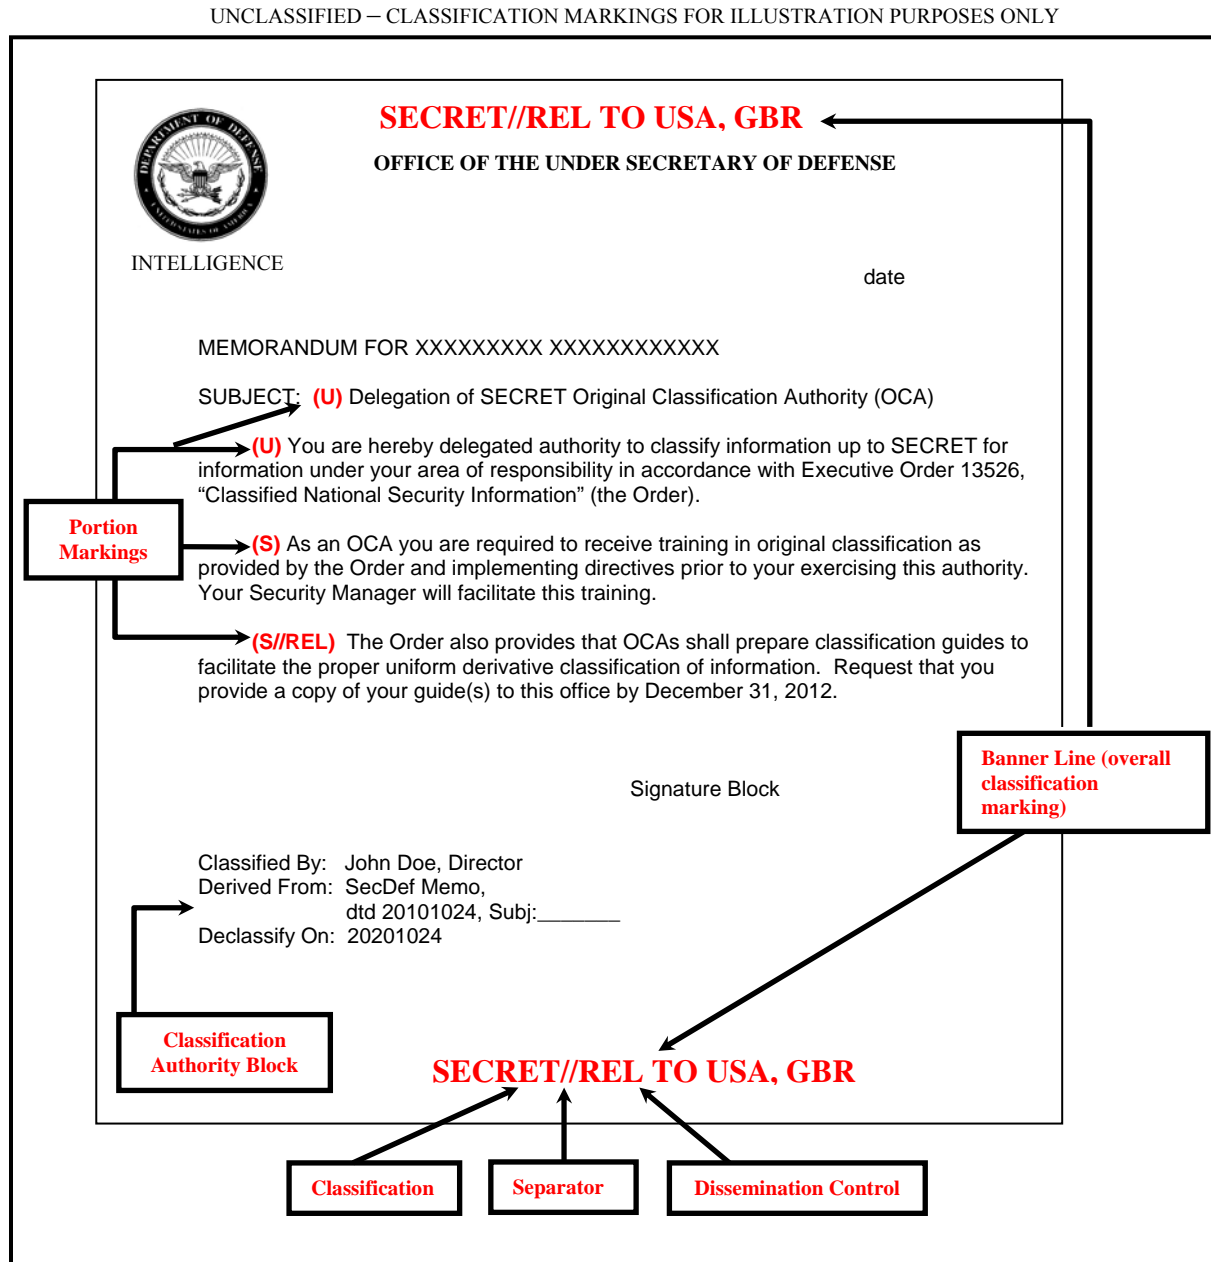 UNCLASSIFIED – CLASSIFICATION MARKINGS FOR ILLUSTRATION PURPOSES ONLY
SECRET//REL TO USA, GBR
OFFICE OF THE UNDER SECRETARY OF DEFENSE
DEPARTMENT OF DEFENSE
UNITED STATES OF AMERICA
INTELLIGENCE
date
MEMORANDUM FOR XXXXXXXXX XXXXXXXXXXXX
SUBJECT: (U) Delegation of SECRET Original Classification Authority (OCA)
(U) You are hereby delegated authority to classify information up to SECRET for
information under your area of responsibility in accordance with Executive Order 13526,
“Classified National Security Information” (the Order).
Portion
Markings
(S) As an OCA you are required to receive training in original classification as
provided by the Order and implementing directives prior to your exercising this authority.
Your Security Manager will facilitate this training.
(S//REL) The Order also provides that OCAs shall prepare classification guides to
facilitate the proper uniform derivative classification of information. Request that you
provide a copy of your guide(s) to this office by December 31, 2012.
Banner Line (overall
classification
marking)
Signature Block
Classified By: John Doe, Director
Derived From: SecDef Memo,
dtd 20101024, Subj:_______
Declassify On: 20201024
Classification
Authority Block
SECRET//REL TO USA, GBR
Classification
Separator
Dissemination Control